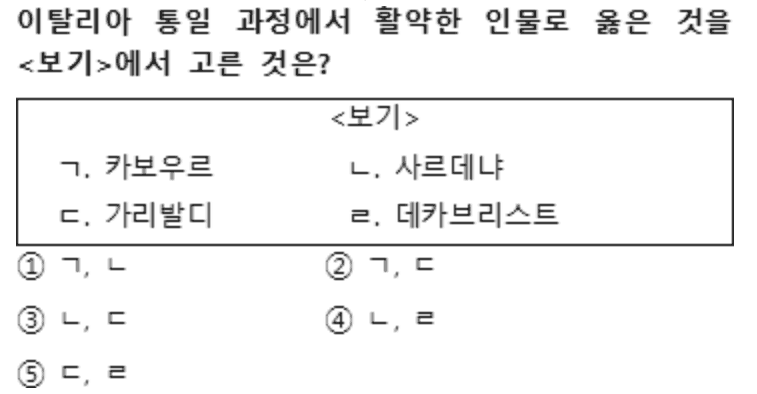 이탈리아 통일 과정에서 활약한 인물로 옳은 것을
<보기>에서 고른 것은?
<보기>
ㄱ. 카보우르 ㄴ. 사르데냐
ㄷ. 가리발디 ㄹ. 데카브리스트
① ㄱ, ㄴ ② ㄱ, ㄷ
③ ㄴ, ㄷ ④ ㄴ, ㄹ
⑤ ㄷ, ㄹ